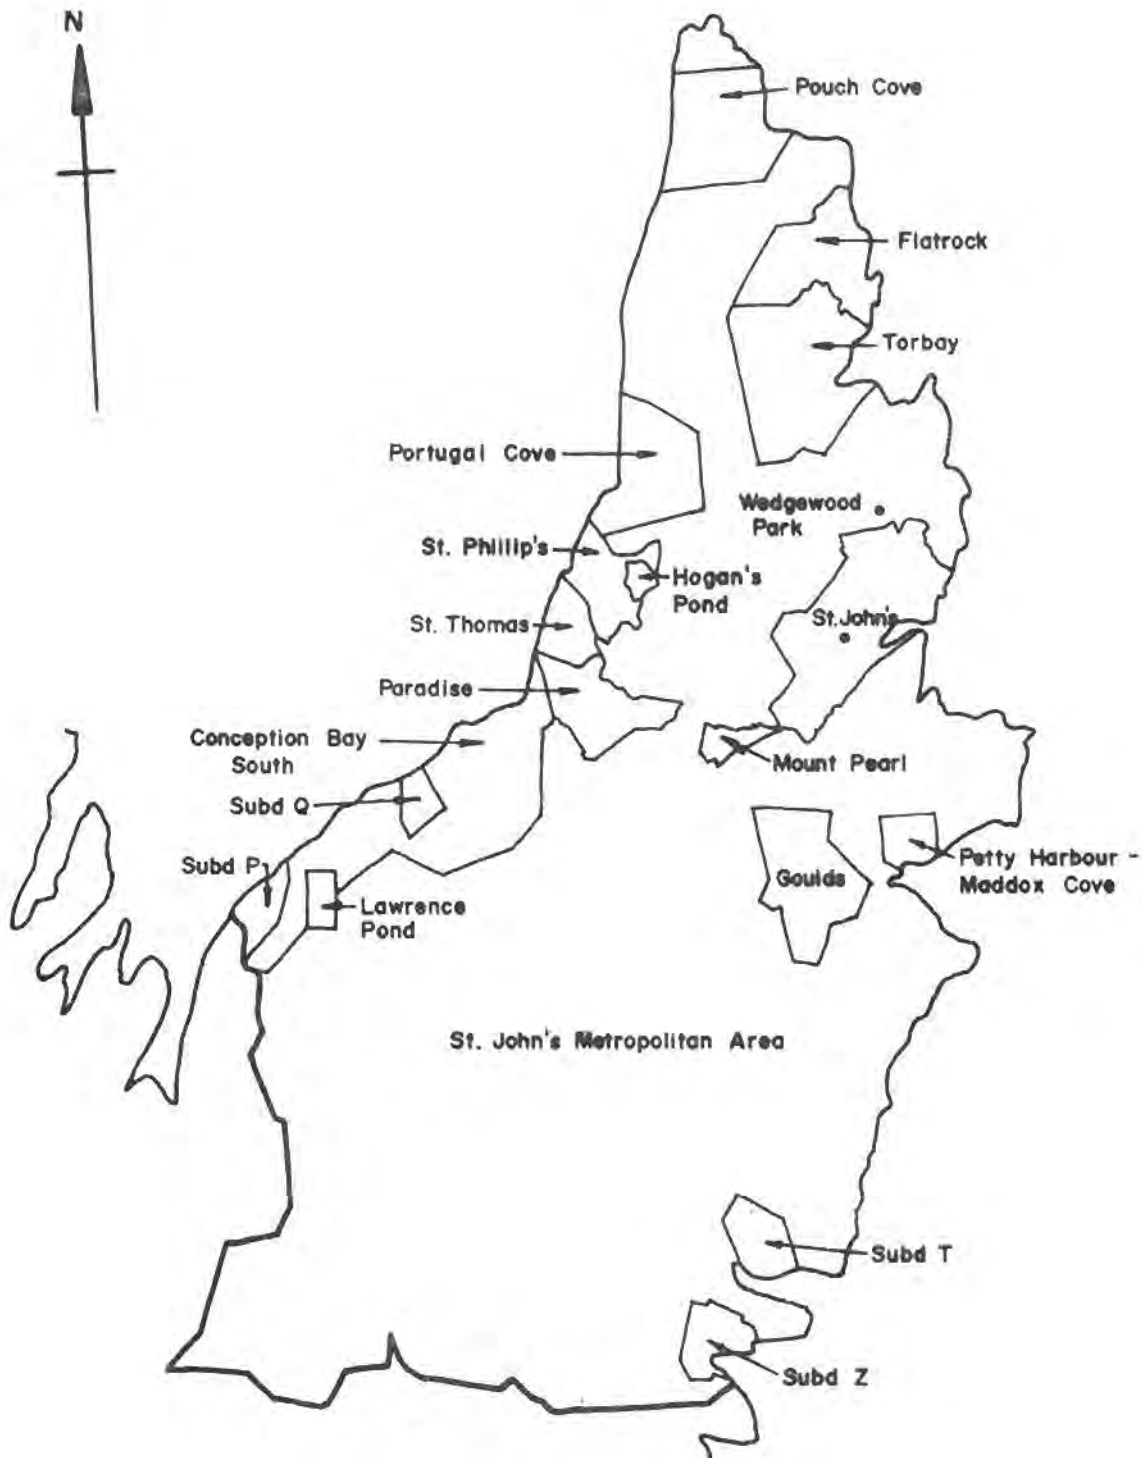 N
Pouch Cove
Flatrock
Torbay
Portugal Cove
Wedgewood
Park
St. Phillip's
Hogan's
Pond
St. Thomas
St. John's
Paradise
Conception Bay
South
Mount Pearl
Subd Q
Petty Harbour -
Maddox Cove
Subd P
Goulds
Lawrence
Pond
St. John's Metropolitan Area
Subd T
Subd Z